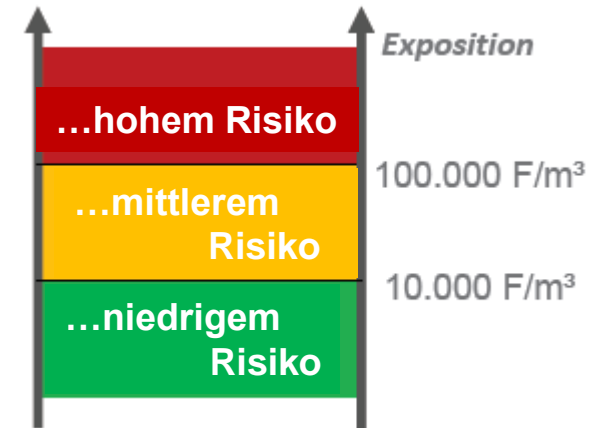 Exposition
…hohem Risiko
100.000 F/m³
…mittlerem
Risiko
10.000 F/m³
…niedrigem
Risiko